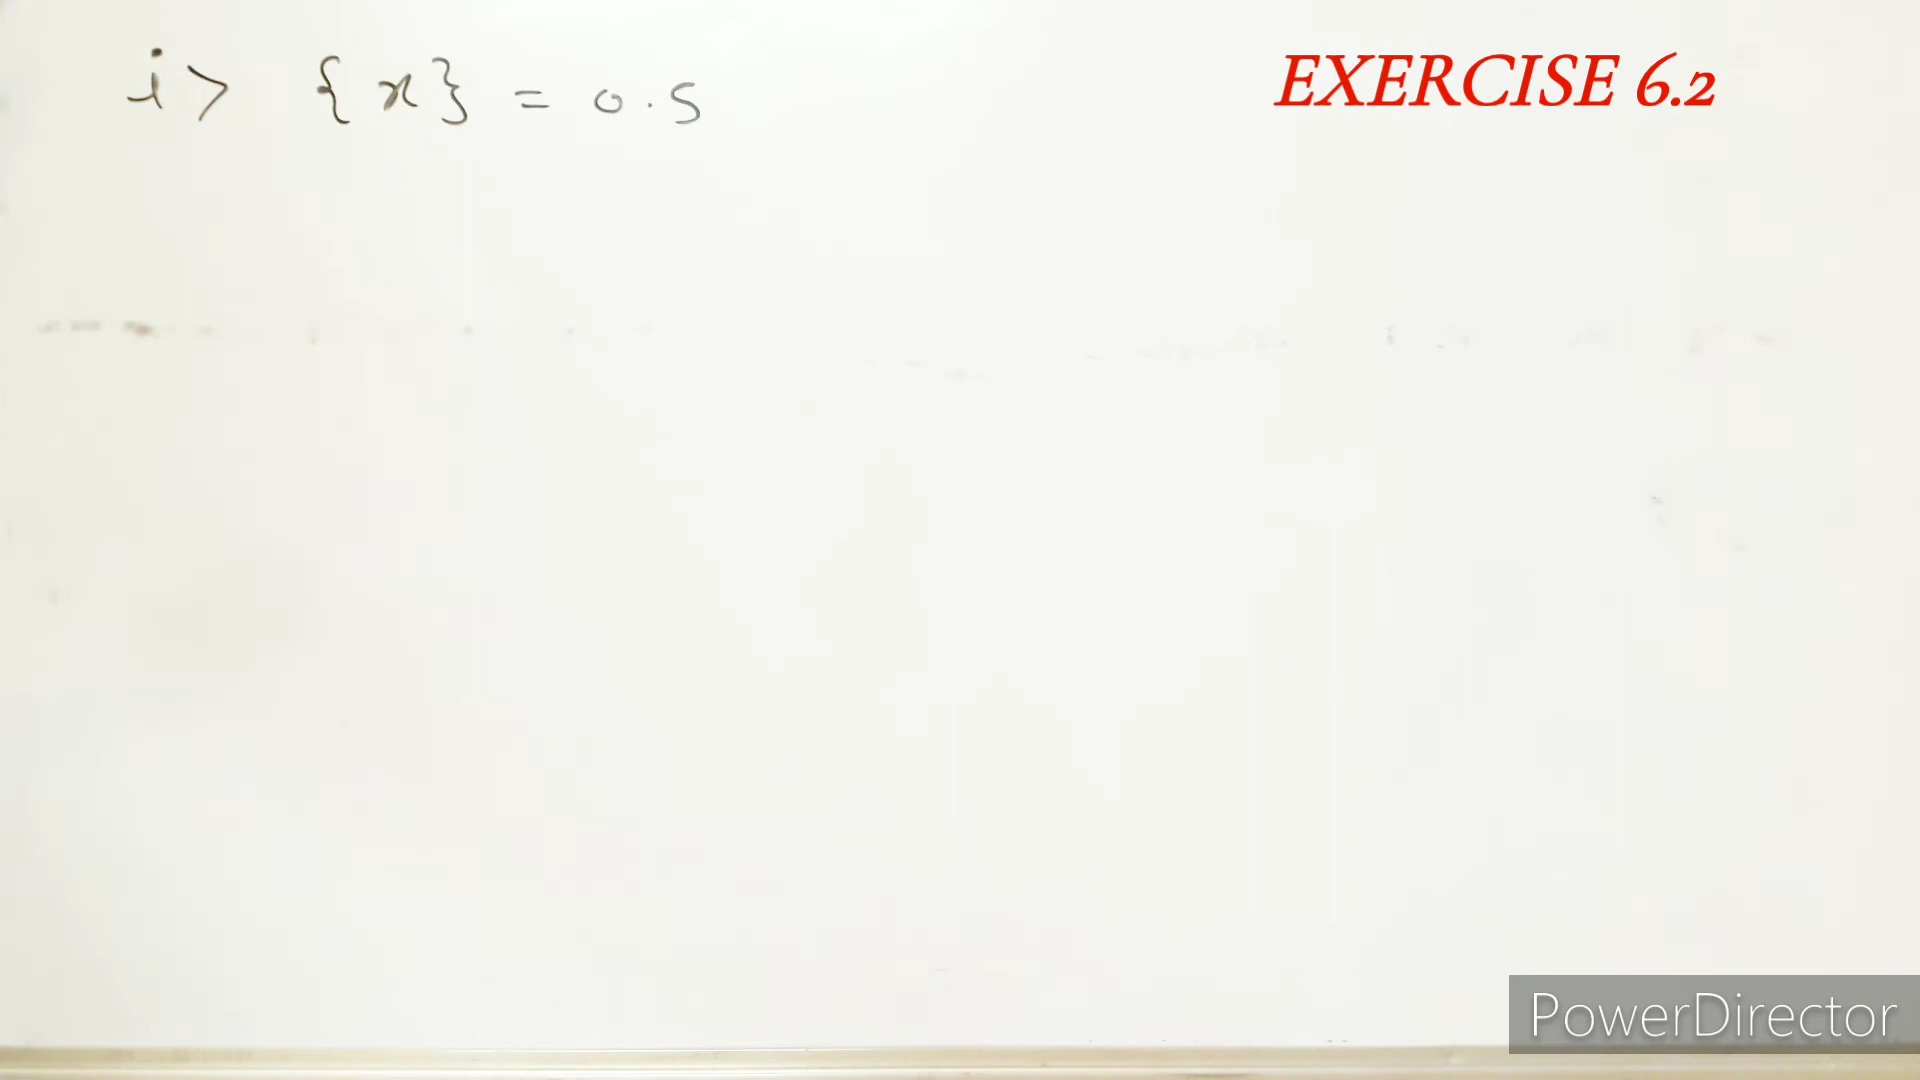 i> {x} = 0.5
EXERCISE 6.2
PowerDirector